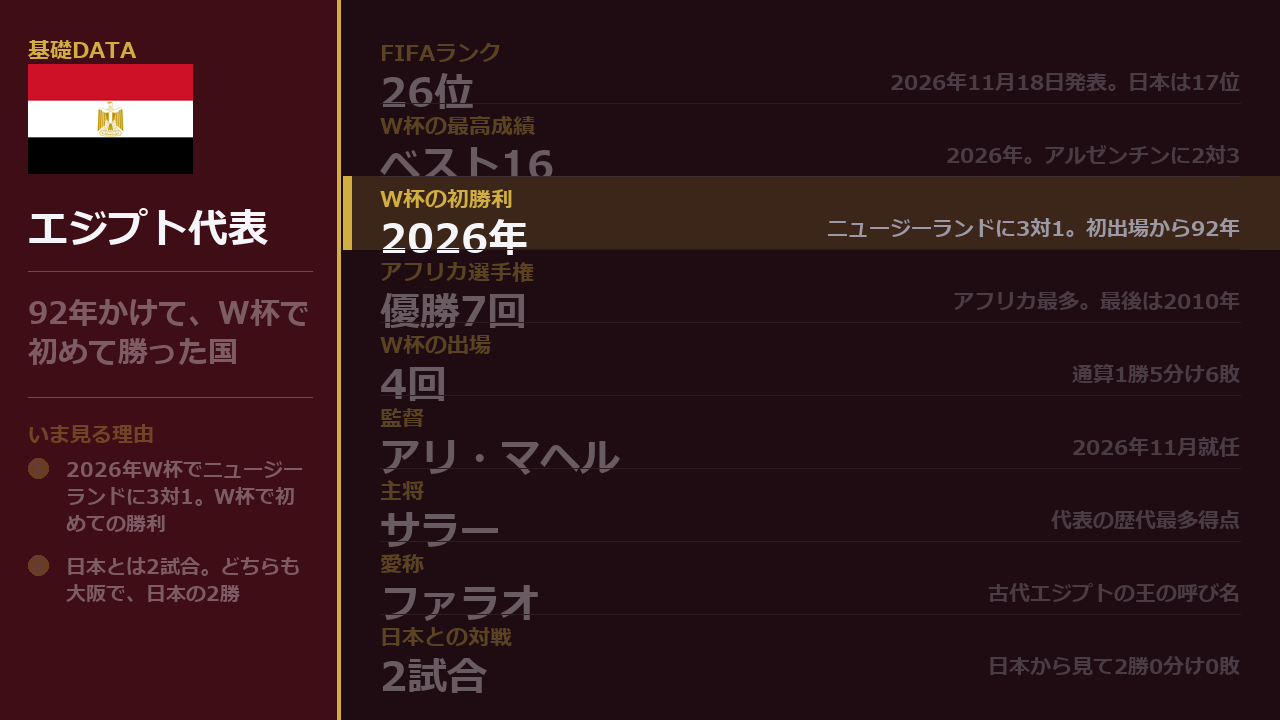 基礎DATA
エジプト代表
92年かけて、W杯で
初めて勝った国
いま見る理由
2026年W杯でニュージー
ランドに3対1。W杯で初
めての勝利
日本とは2試合。どちらも
大阪で、日本の2勝
FIFAランク
26位
2026年11月18日発表。日本は17位
W杯の最高成績
ベスト16
2026年。アルゼンチンに2対3
W杯の初勝利
2026年
ニュージーランドに3対1。初出場から92年
アフリカ選手権
優勝7回
アフリカ最多。最後は2010年
W杯の出場
4回
通算1勝5分け6敗
監督
アリ・マヘル
2026年11月就任
主将
サラー
代表の歴代最多得点
愛称
ファラオ
古代エジプトの王の呼び名
日本との対戦
2試合
日本から見て2勝0分け0敗